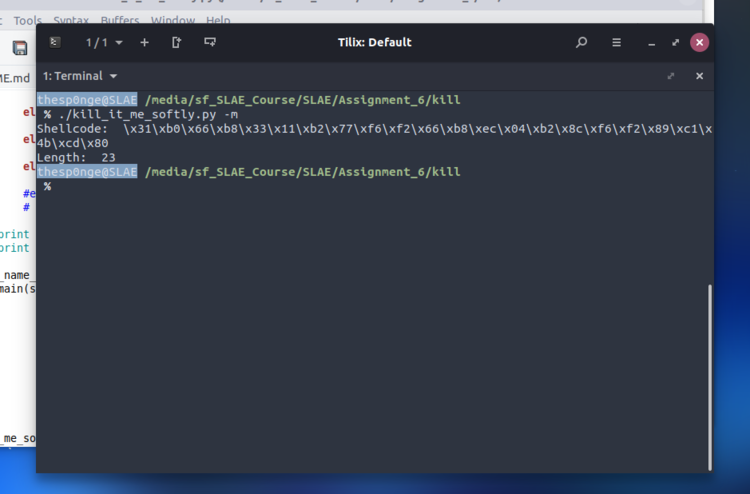 Tools Syntax Buffers Window Help
1 / 1
Tilix: Default
ME.md
1: Terminal
thesp0nge@SLAE /media/sf_SLAE_Course/SLAE/Assignment_6/kill
% ./kill_it_me_softly.py -m
Shellcode: \x31\xb0\x66\xb8\x33\x11\xb2\x77\xf6\xf2\x66\xb8\xec\x04\xb2\x8c\xf6\xf2\x89\xc1\x
4b\xcd\x80
Length: 23
thesp0nge@SLAE /media/sf_SLAE_Course/SLAE/Assignment_6/kill
%
el
el
el
#e
#
print
print
_name_
main(s
_me_so